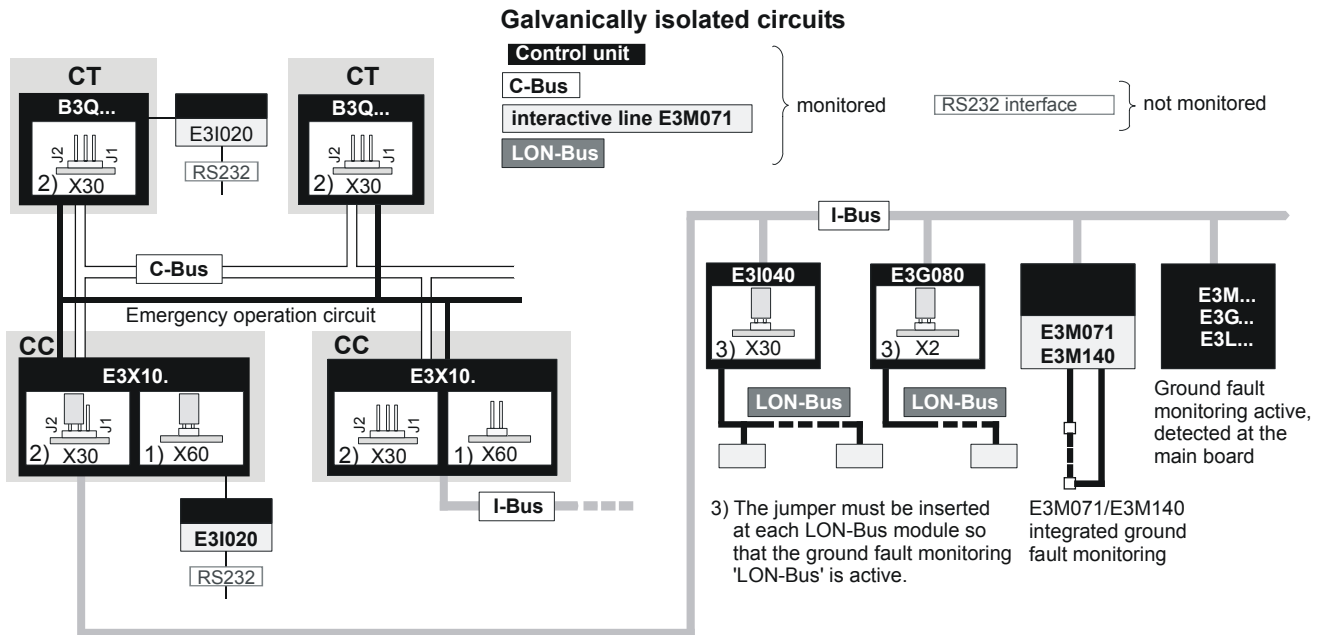 Galvanically isolated circuits
Control unit
C-Bus
interactive line E3M071
LON-Bus
monitored
RS232 interface
not monitored
CT
B3Q...
J2
J1
2) X30
E3I020
RS232
CT
B3Q...
J2
J1
2) X30
C-Bus
Emergency operation circuit
CC
E3X10.
J2
J1
2) X30
1) X60
E3I020
RS232
CC
E3X10.
J2
J1
2) X30
1) X60
I-Bus
I-Bus
E3I040
3) X30
LON-Bus
E3G080
3) X2
LON-Bus
E3M071
E3M140
E3M...
E3G...
E3L...
Ground fault
monitoring active,
detected at the
main board
3) The jumper must be inserted
at each LON-Bus module so
that the ground fault monitoring
'LON-Bus' is active.
E3M071/E3M140
integrated ground
fault monitoring